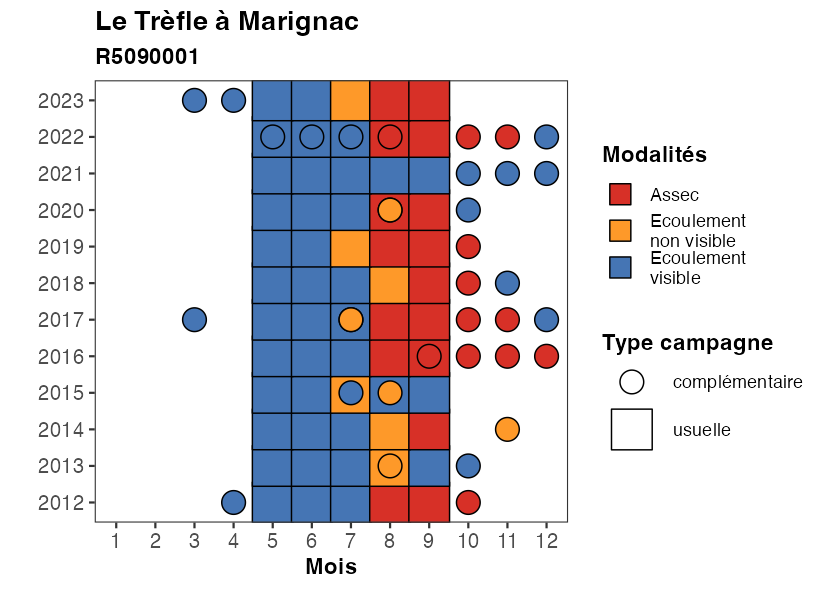 Le Trèfle à Marignac
R5090001
2023
2022
2021
2020
2019
2018
2017
2016
2015
2014
2013
2012
1 2 3 4 5 6 7 8 9 10 11 12
Mois
Modalités
Assec
Ecoulement
non visible
Ecoulement
visible
Type campagne
complémentaire
usuelle